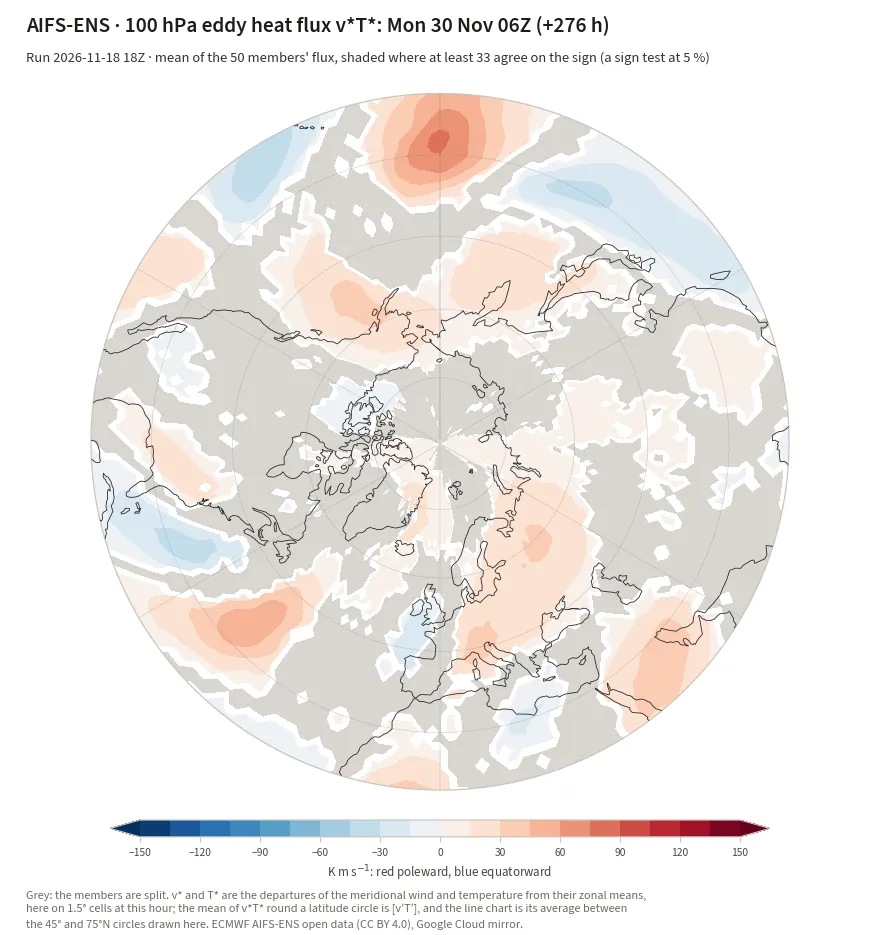 AIFS-ENS · 100 hPa eddy heat flux v*T*: Mon 30 Nov 06Z (+276 h)
Run 2026-11-18 18Z · mean of the 50 members' flux, shaded where at least 33 agree on the sign (a sign test at 5 %)
−150 −120 −90 −60 −30 0 30 60 90 120 150
K m s⁻¹: red poleward, blue equatorward
Grey: the members are split. v* and T* are the departures of the meridional wind and temperature from their zonal means,
here on 1.5° cells at this hour; the mean of v*T* round a latitude circle is [v′T′], and the line chart is its average between
the 45° and 75°N circles drawn here. ECMWF AIFS-ENS open data (CC BY 4.0), Google Cloud mirror.